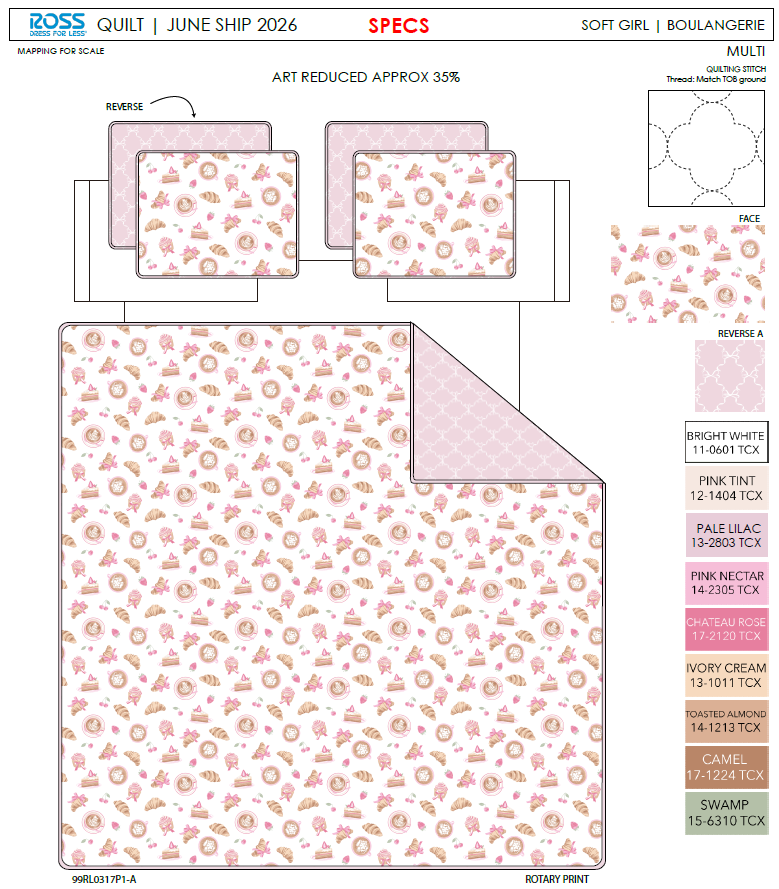 ROSS
DRESS FOR LESS®
QUILT | JUNE SHIP 2026
SPECS
SOFT GIRL | BOULANGERIE
MAPPING FOR SCALE
MULTI
QUILTING STITCH
Thread: Match TOB ground
ART REDUCED APPROX 35%
REVERSE
FACE
REVERSE A
BRIGHT WHITE
11-0601 TCX
PINK TINT
12-1404 TCX
PALE LILAC
13-2803 TCX
PINK NECTAR
14-2305 TCX
CHATEAU ROSE
17-2120 TCX
IVORY CREAM
13-1011 TCX
TOASTED ALMOND
14-1213 TCX
CAMEL
17-1224 TCX
SWAMP
15-6310 TCX
99RL0317P1-A
ROTARY PRINT